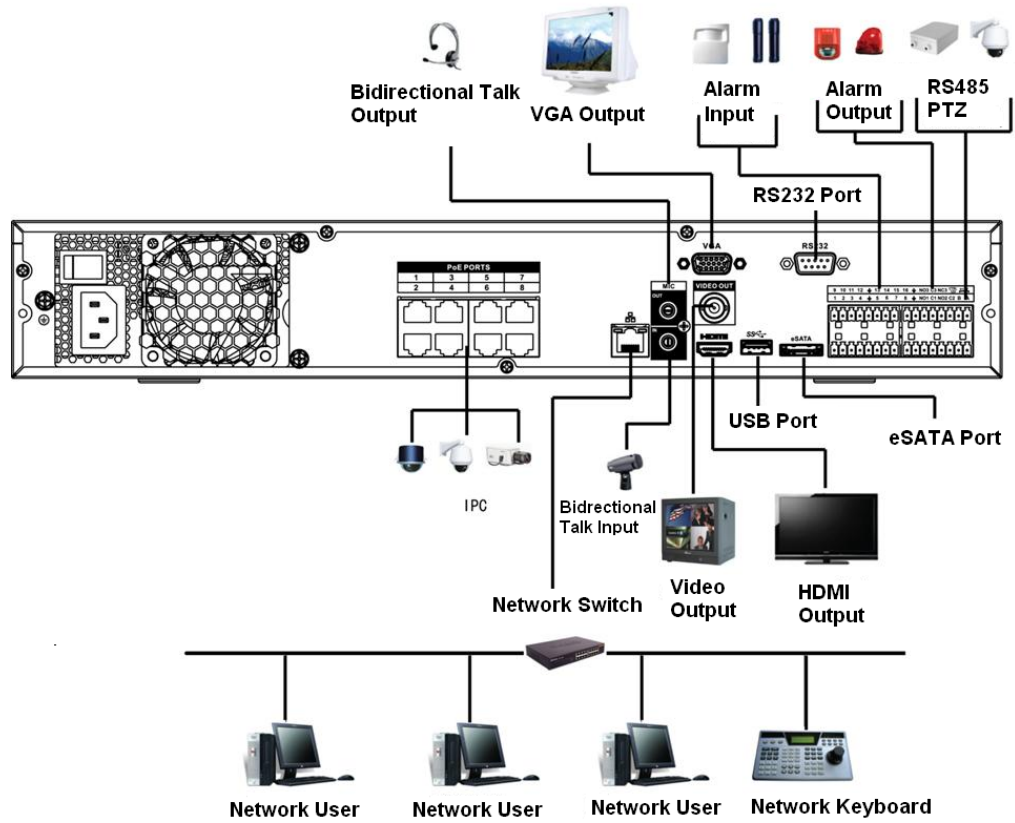 Bidirectional Talk
Output
VGA Output
Alarm
Input
Alarm
Output
RS485
PTZ
RS232 Port
VGA
RS232
PoE PORTS
1 3 5 7
2 4 6 8
MIC
OUT
VIDEO OUT
HDMI
eSATA
USB Port
eSATA Port
IPC
Bidrectional
Talk Input
Video
Output
HDMI
Output
Network Switch
Network User
Network User
Network User
Network Keyboard